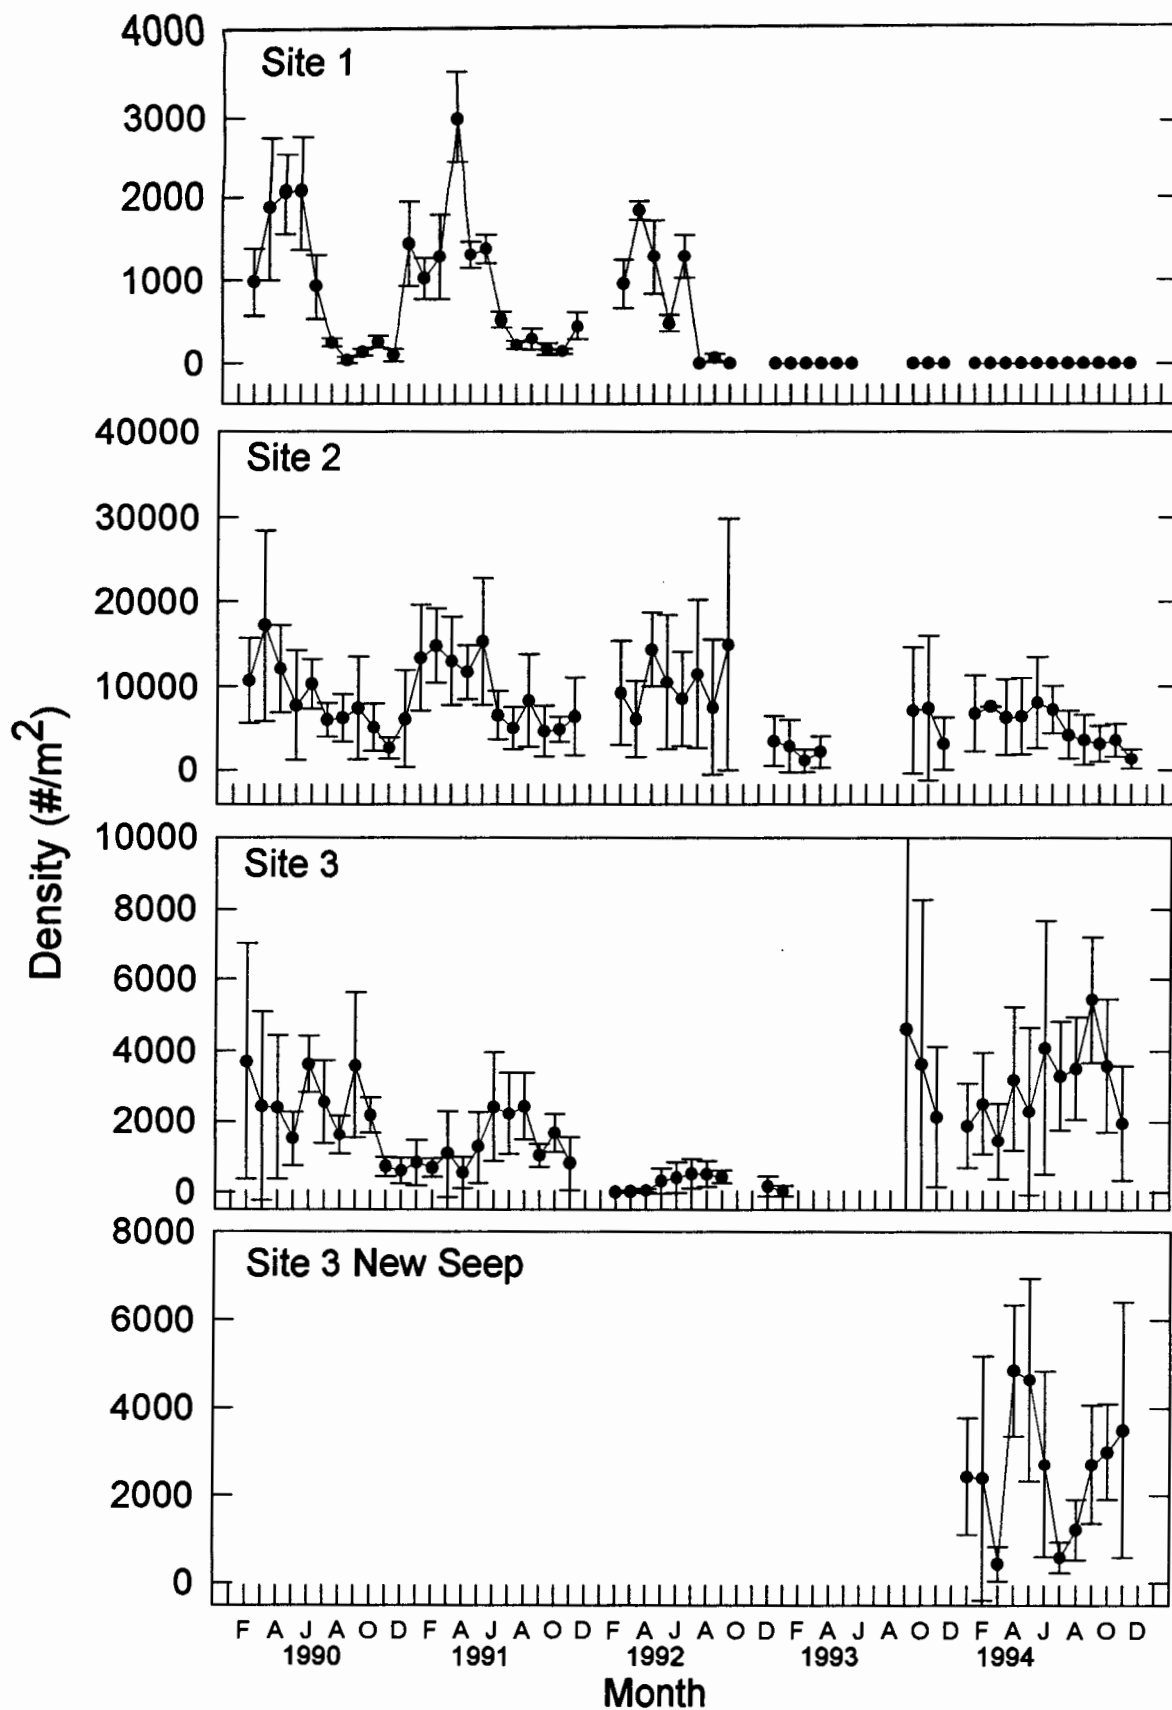 Density (#/m²)
4000
Site 1
3000
2000
1000
0
40000
Site 2
30000
20000
10000
0
10000
Site 3
8000
6000
4000
2000
0
8000
Site 3 New Seep
6000
4000
2000
0
F A J A O D F A J A O D F A J A O D F A J A O D F A J A O D
1990 1991 1992 1993 1994
Month